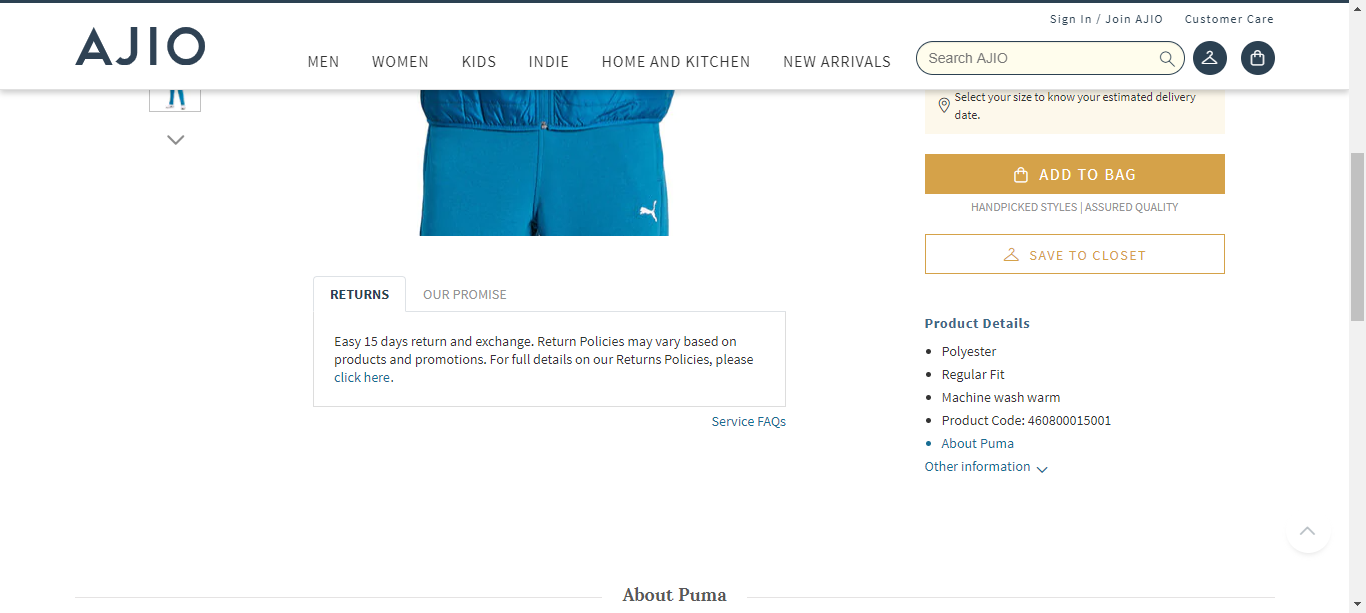 Sign In / Join AJIO
Customer Care
AJIO
MEN
WOMEN
KIDS
INDIE
HOME AND KITCHEN
NEW ARRIVALS
Search AJIO
Select your size to know your estimated delivery
date.
ADD TO BAG
HANDPICKED STYLES | ASSURED QUALITY
SAVE TO CLOSET
RETURNS
OUR PROMISE
Easy 15 days return and exchange. Return Policies may vary based on
products and promotions. For full details on our Returns Policies, please
click here.
Service FAQs
Product Details
Polyester
Regular Fit
Machine wash warm
Product Code: 460800015001
About Puma
Other information
About Puma